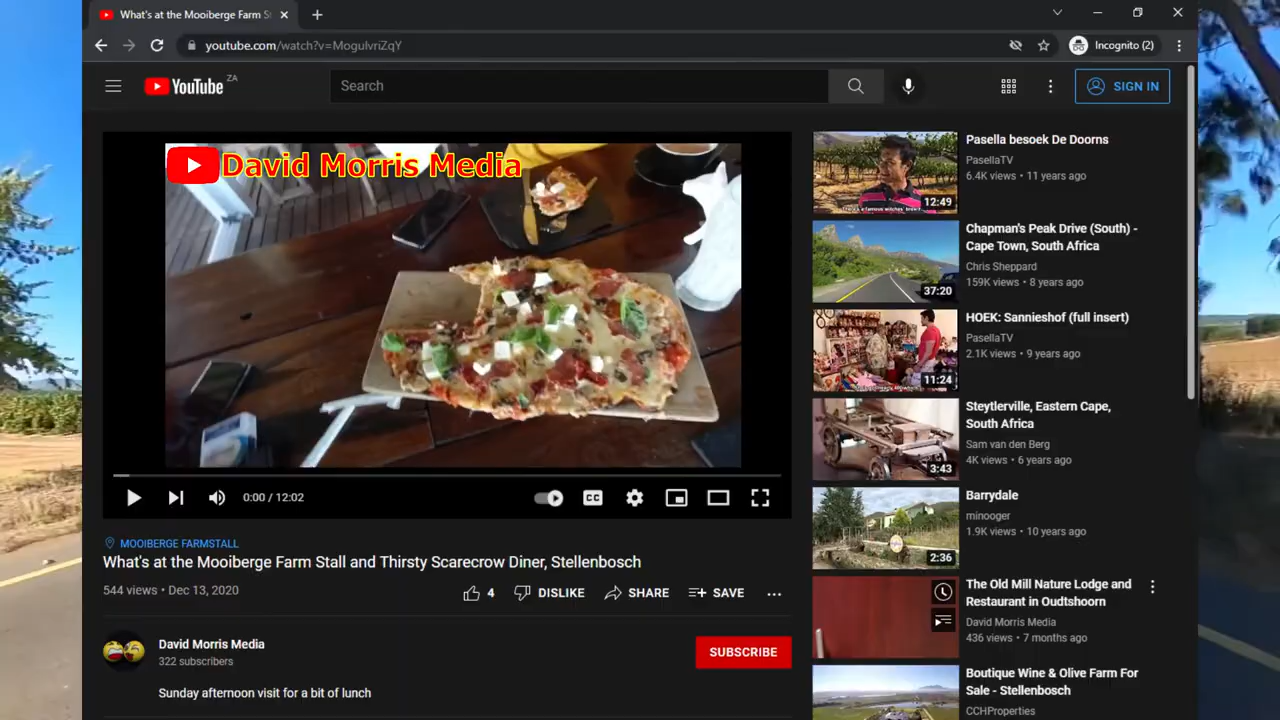 What's at the Mooiberge Farm St
youtube.com/watch?v=MogulvriZqY
Incognito (2)
YouTube ZA
Search
SIGN IN
David Morris Media
0:00 / 12:02
CC
MOOIBERGE FARMSTALL
What's at the Mooiberge Farm Stall and Thirsty Scarecrow Diner, Stellenbosch
544 views • Dec 13, 2020
4
DISLIKE
SHARE
SAVE
David Morris Media
322 subscribers
SUBSCRIBE
Sunday afternoon visit for a bit of lunch
12:49
Pasella besoek De Doorns
PasellaTV
6.4K views • 11 years ago
37:20
Chapman's Peak Drive (South) -
Cape Town, South Africa
Chris Sheppard
159K views • 8 years ago
11:24
HOEK: Sannieshof (full insert)
PasellaTV
2.1K views • 9 years ago
3:43
Steytlerville, Eastern Cape,
South Africa
Sam van den Berg
4K views • 6 years ago
2:36
Barrydale
minooger
1.9K views • 10 years ago
The Old Mill Nature Lodge and
Restaurant in Oudtshoorn
David Morris Media
436 views • 7 months ago
Boutique Wine & Olive Farm For
Sale - Stellenbosch
CCHProperties